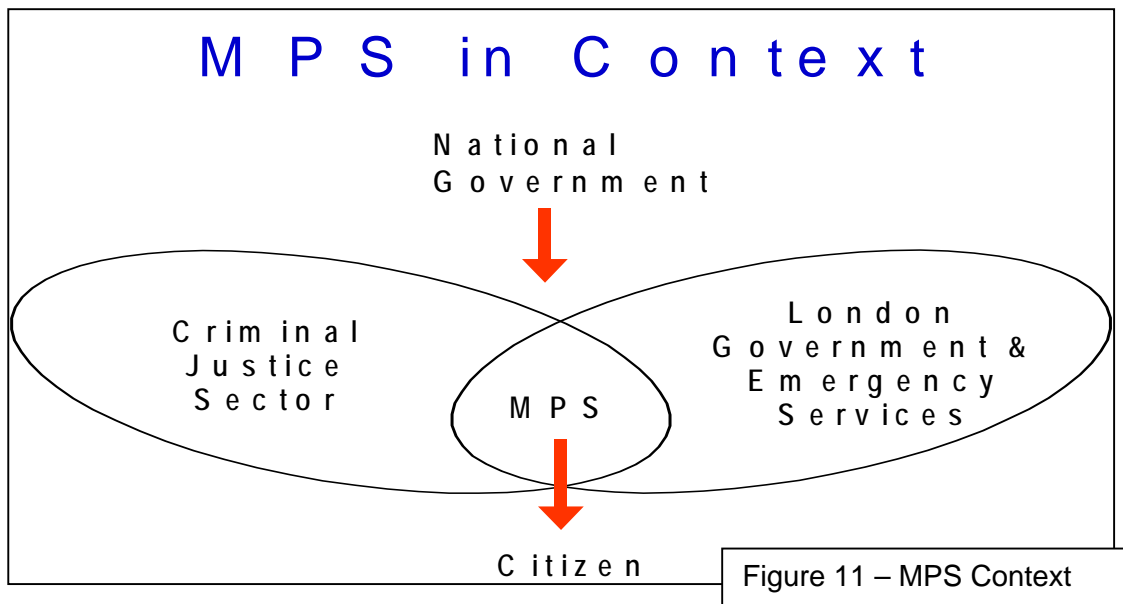 MPS in Context
National
Government
Criminal
Justice
Sector
MPS
London
Government &
Emergency
Services
Citizen
Figure 11 – MPS Context